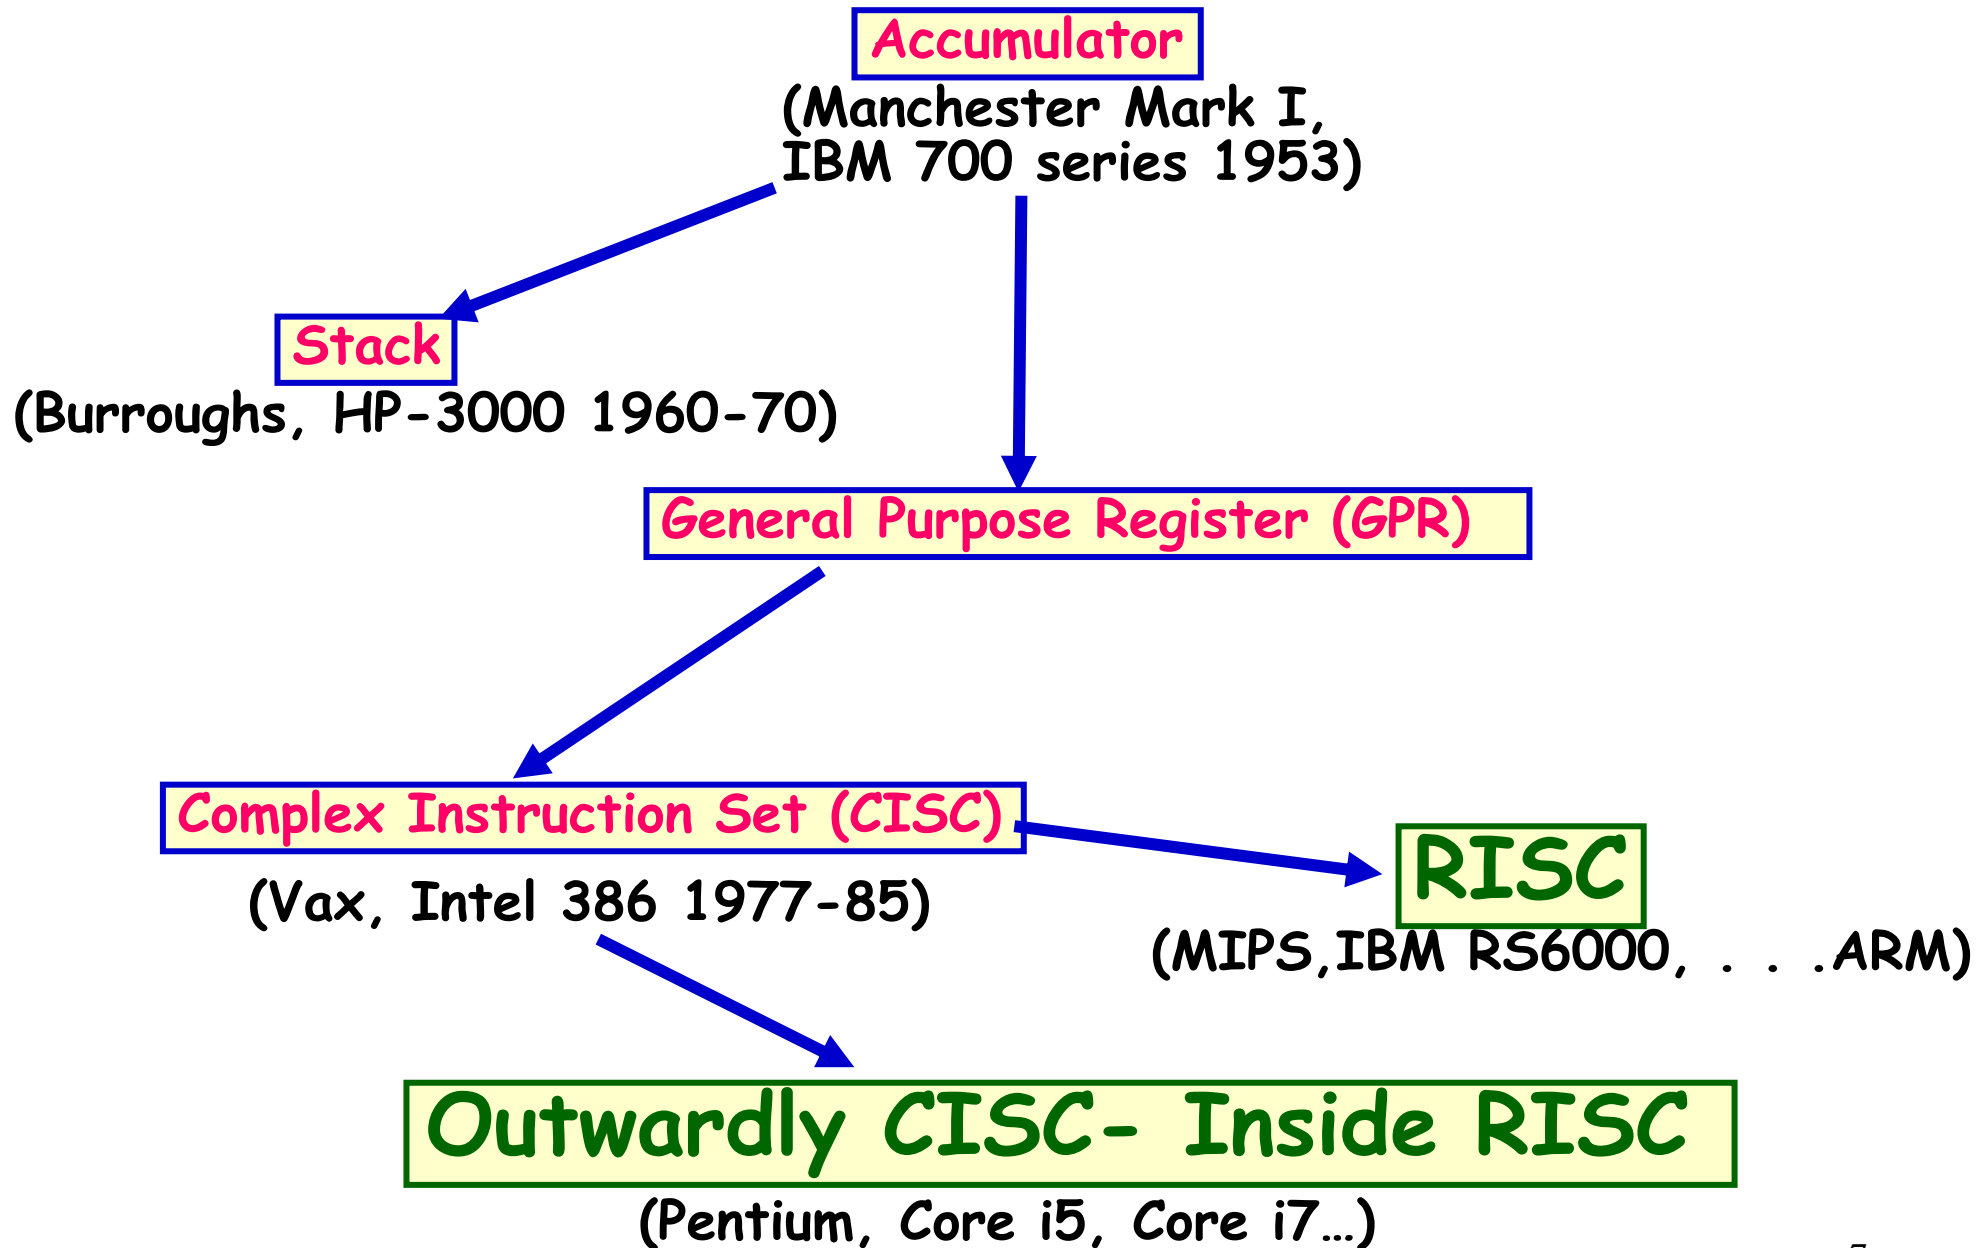 Accumulator
(Manchester Mark I,
IBM 700 series 1953)
Stack
(Burroughs, HP-3000 1960-70)
General Purpose Register (GPR)
Complex Instruction Set (CISC)
RISC
(Vax, Intel 386 1977-85)
(MIPS,IBM RS6000, . . .ARM)
Outwardly CISC- Inside RISC
(Pentium, Core i5, Core i7...)